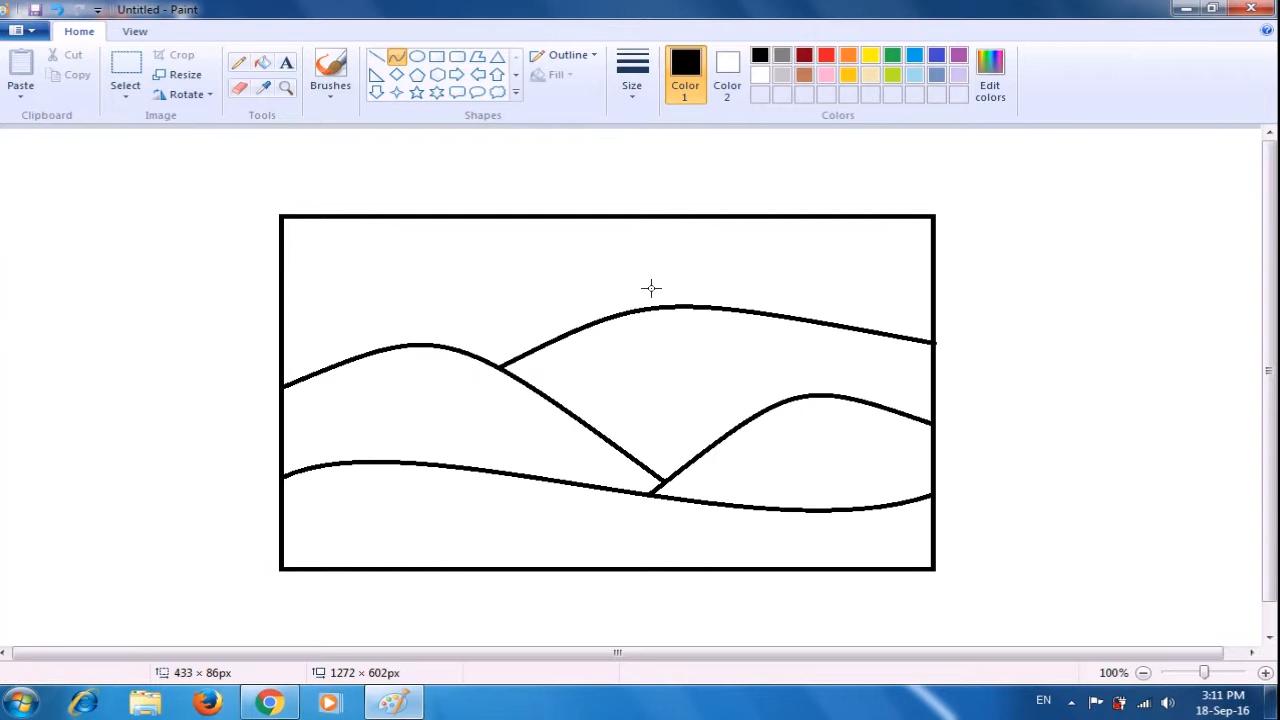 Untitled - Paint
Home View
Cut
Copy
Paste
Clipboard
Select
Crop
Resize
Rotate
Image
A
Tools
Brushes
Outline
Fill
Shapes
Size
Color 1
Color 2
Edit colors
Colors
433 × 86px
1272 × 602px
100%
EN
3:11 PM
18-Sep-16